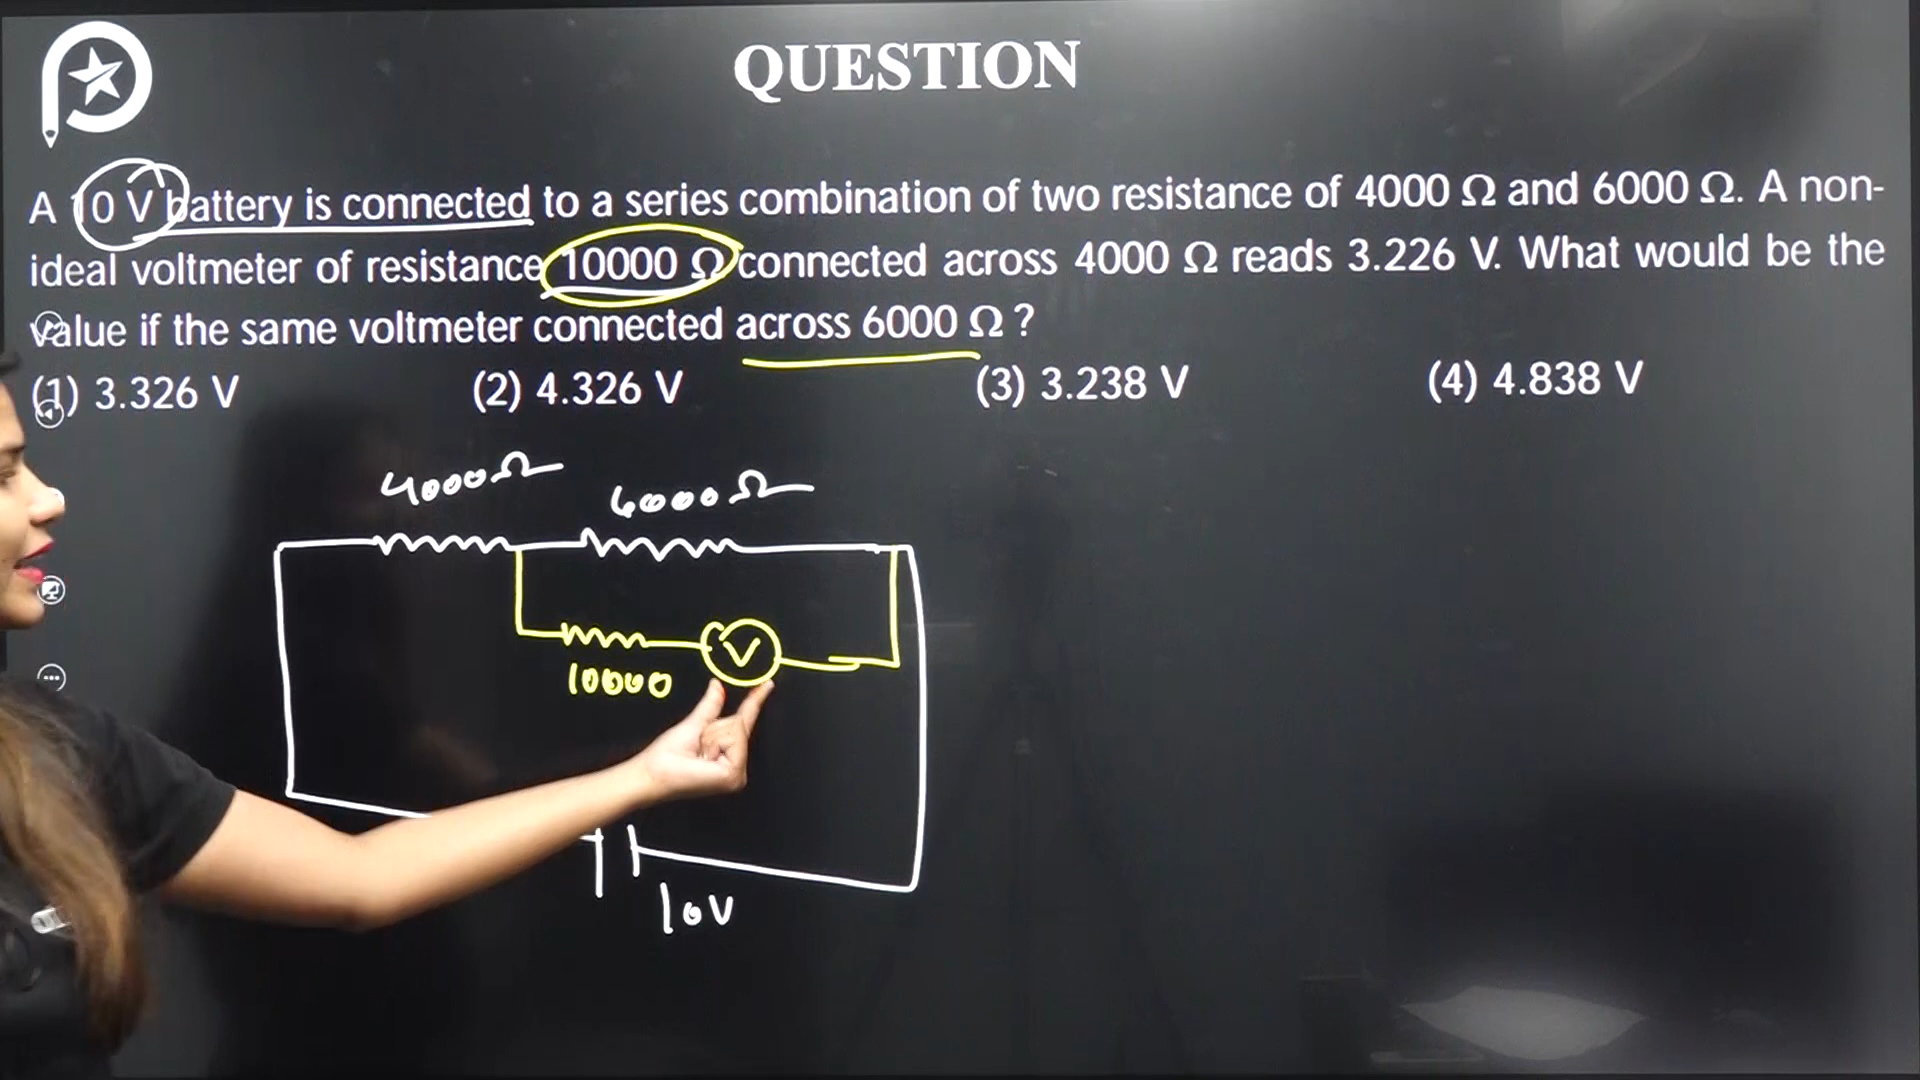 QUESTION
A 10 V battery is connected to a series combination of two resistance of 4000 Ω and 6000 Ω. A non-
ideal voltmeter of resistance 10000 Ω connected across 4000 Ω reads 3.226 V. What would be the
value if the same voltmeter connected across 6000 Ω ?
(1) 3.326 V (2) 4.326 V (3) 3.238 V (4) 4.838 V
4000Ω
6000Ω
V
10000
10V